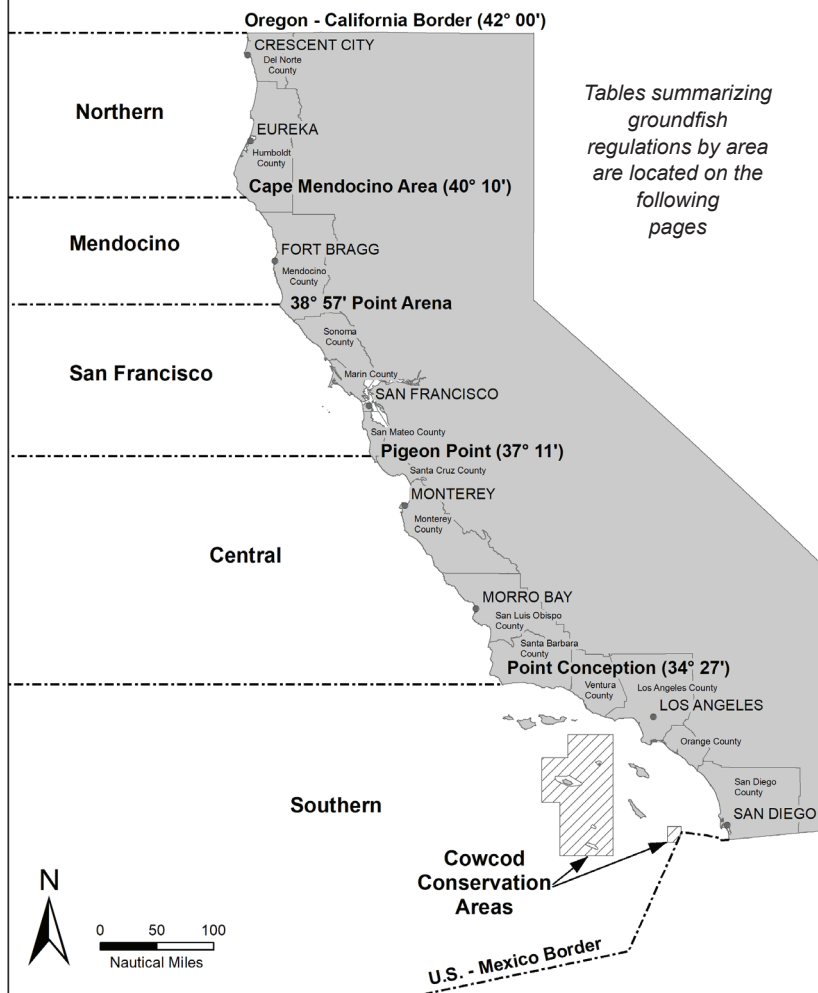 Oregon - California Border (42° 00')
CRESCENT CITY
Del Norte
County
Northern
Tables summarizing
groundfish
regulations by area
are located on the
following
pages
EUREKA
Humboldt
County
Cape Mendocino Area (40° 10')
Mendocino
FORT BRAGG
Mendocino
County
38° 57' Point Arena
Sonoma
County
San Francisco
Marin County
SAN FRANCISCO
San Mateo County
Pigeon Point (37° 11')
Santa Cruz County
MONTEREY
Monterey
County
Central
MORRO BAY
San Luis Obispo
County
Santa Barbara
County
Point Conception (34° 27')
Ventura
County
Los Angeles County
LOS ANGELES
Orange County
San Diego
County
Southern
SAN DIEGO
Cowcod
Conservation
Areas
N
0 50 100
Nautical Miles
U.S. - Mexico Border